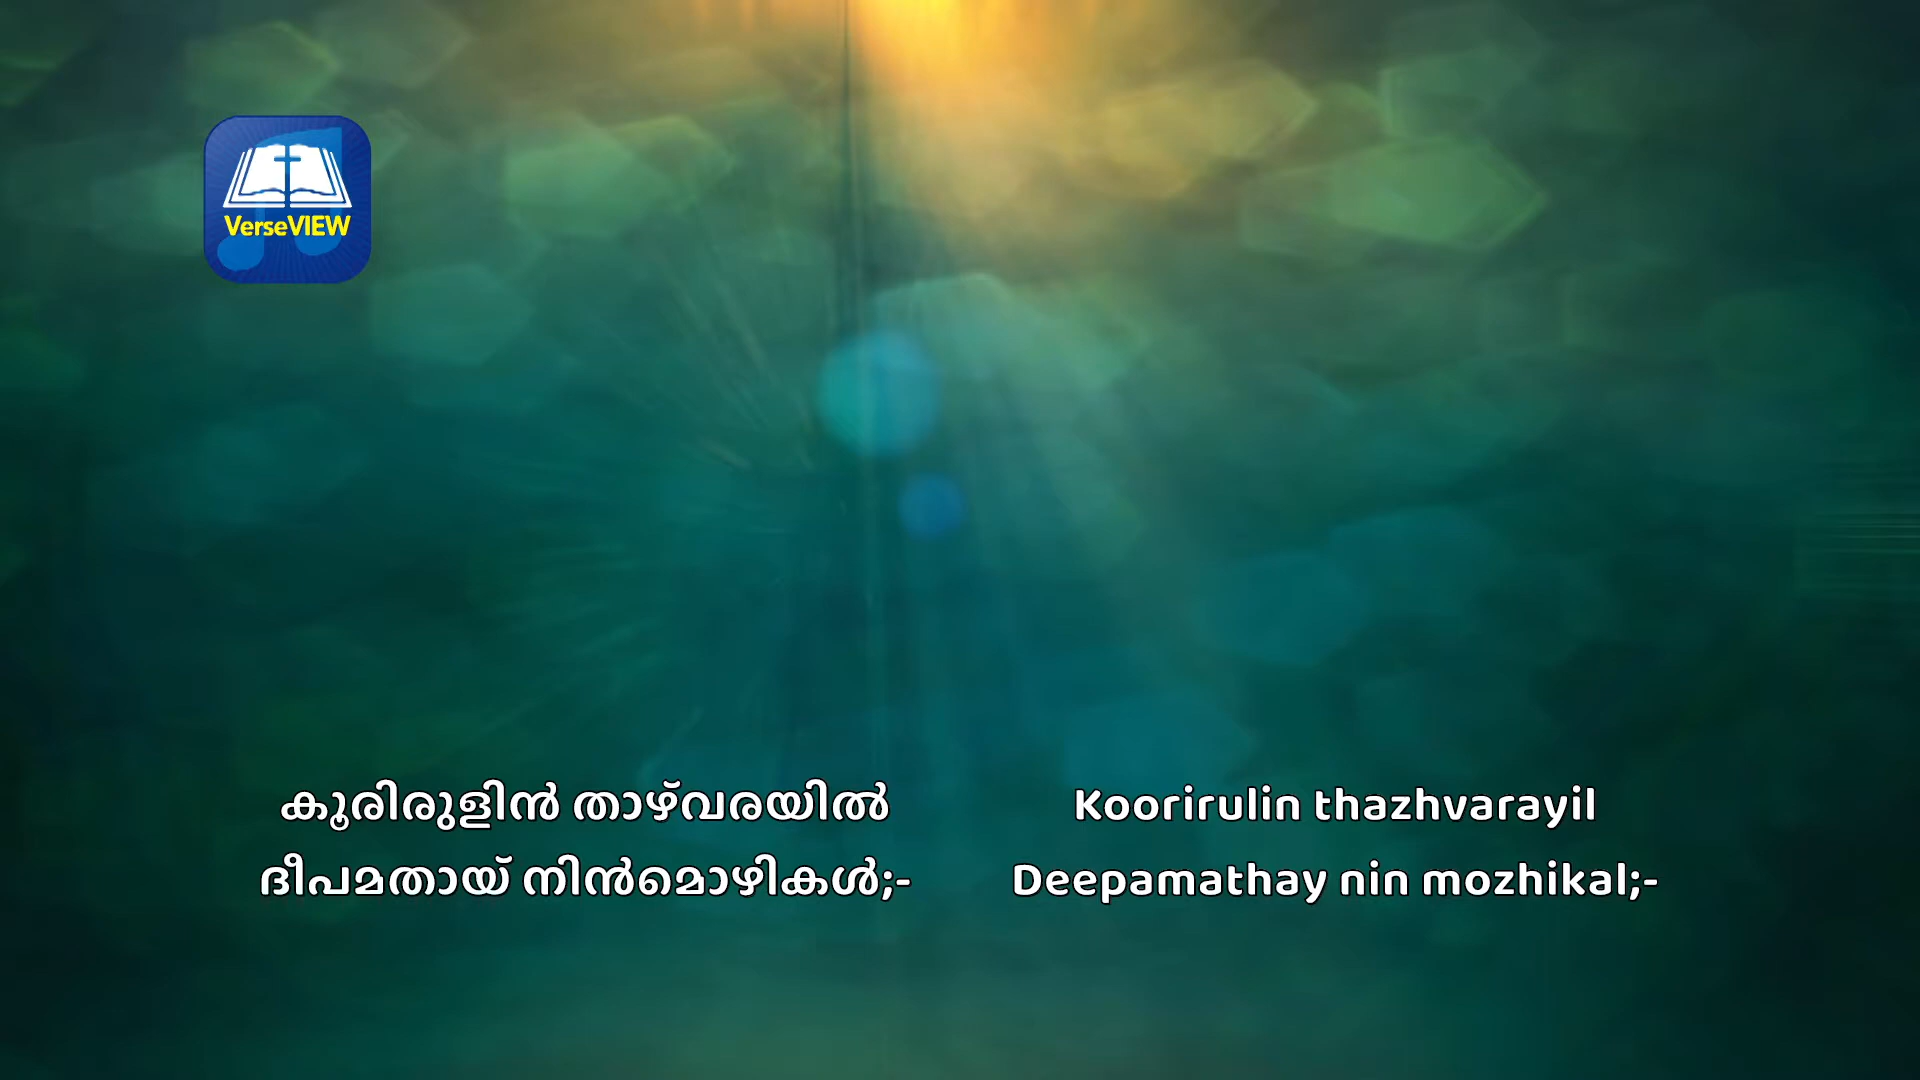 VerseVIEW
കൂരിരുളിൻ താഴ്വരയിൽ
ദീപമതായ് നിൻമൊഴികൾ;-
Koorirulin thazhvarayil
Deepamathay nin mozhikal;-